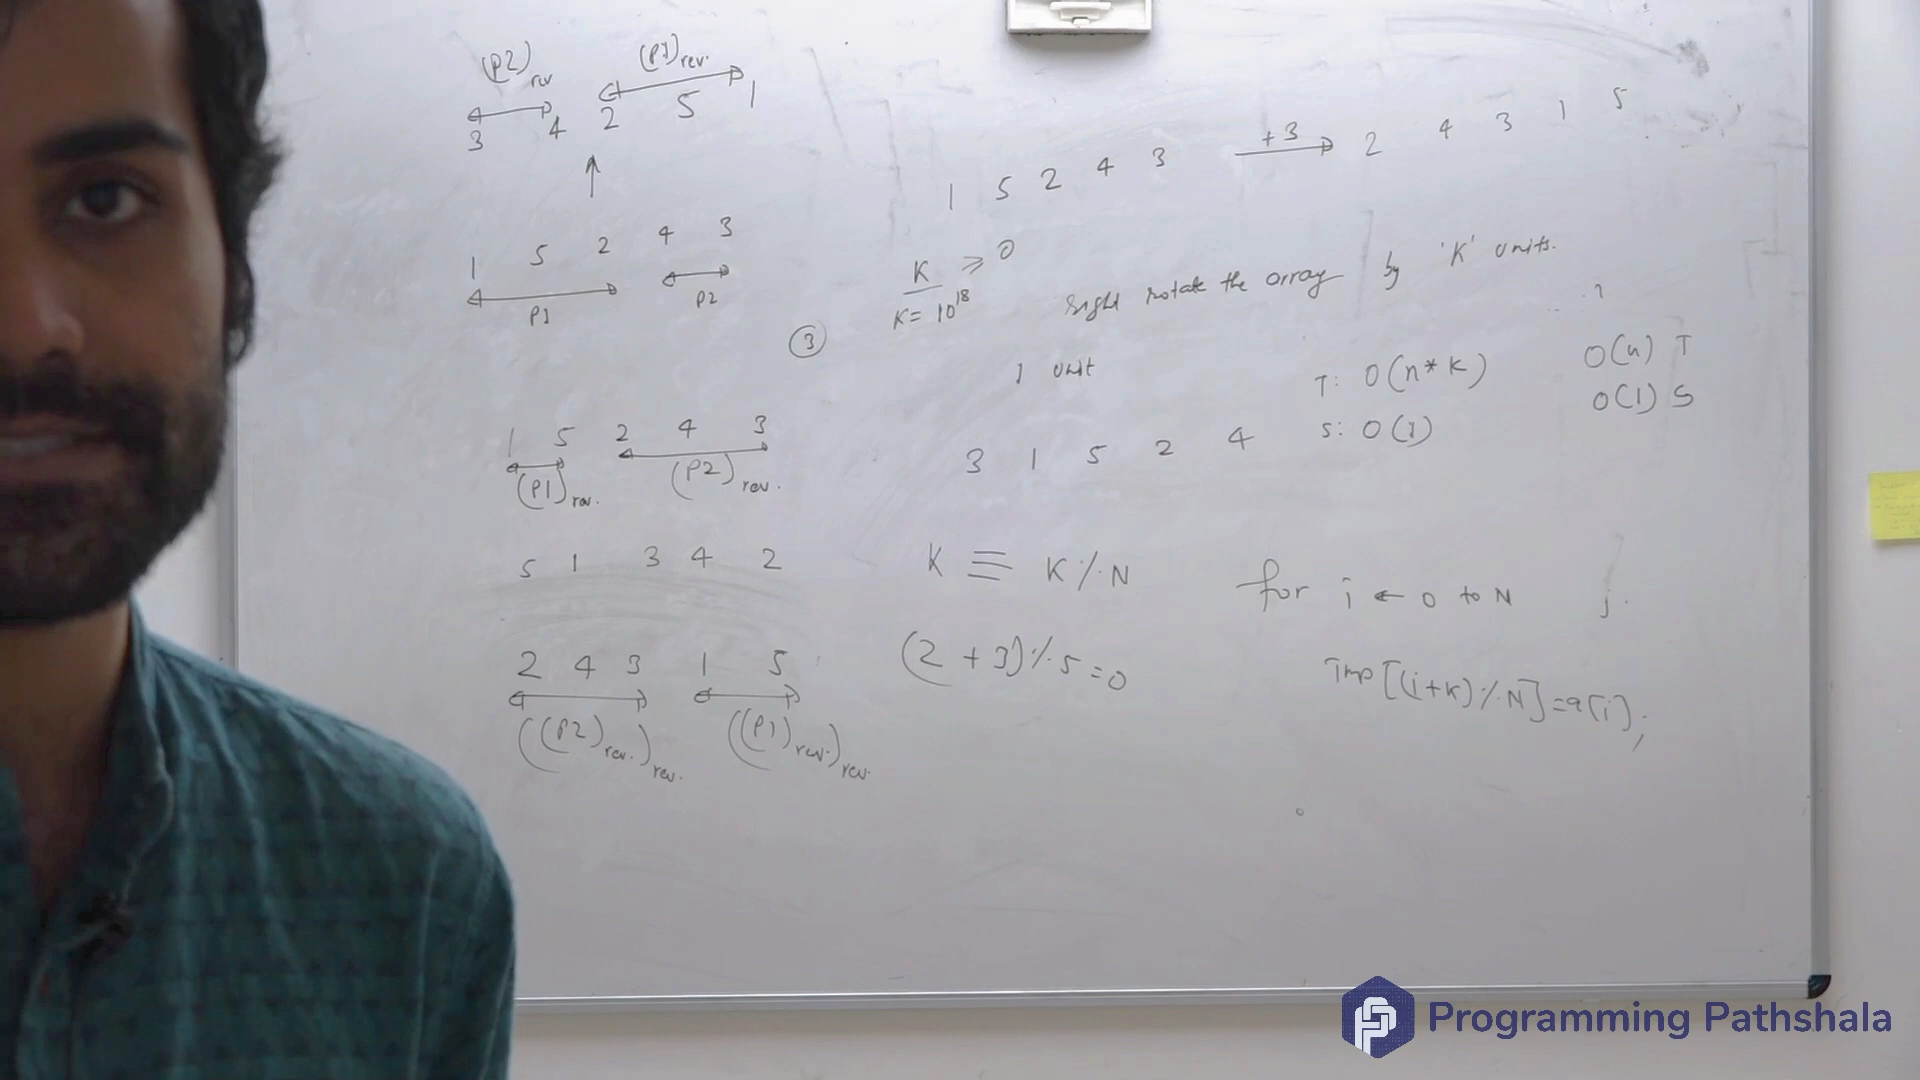 (P2)rev (P1)rev.
3 4 2 5 1
1 5 2 4 3
P1 P2
1 5 2 4 3
(P1)rev. (P2)rev.
5 1 3 4 2
2 4 3 1 5
((P2)rev.)rev. ((P1)rev.)rev.
1 5 2 4 3 +3 2 4 3 1 5
K ≥ 0
K = 10^18
right rotate the array by 'K' units.
3
1 unit
T: O(n*K)
S: O(1)
O(n) T
O(1) S
3 1 5 2 4
K ≡ K % N
(2 + 3) % 5 = 0
for i ← 0 to N
Tmp[(i+K) % N] = a[i];
Programming Pathshala